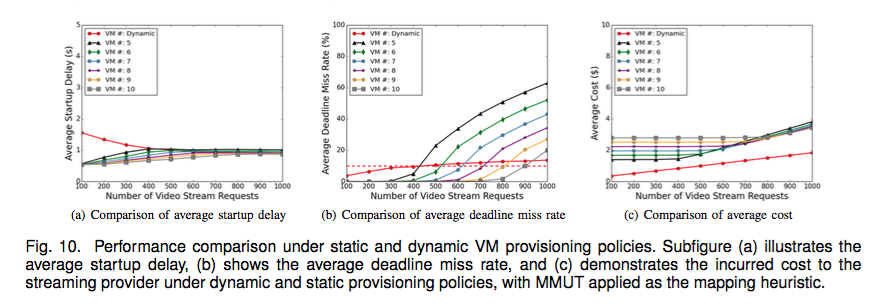 5
4
3
2
1
0
100 200 300 400 500 600 700 800 900 1000
Average Startup Delay (s)
Number of Video Stream Requests
VM #: Dynamic
VM #: 5
VM #: 6
VM #: 7
VM #: 8
VM #: 9
VM #: 10
(a) Comparison of average startup delay
100
80
60
40
20
0
100 200 300 400 500 600 700 800 900 1000
Average Deadline Miss Rate (%)
Number of Video Stream Requests
VM #: Dynamic
VM #: 5
VM #: 6
VM #: 7
VM #: 8
VM #: 9
VM #: 10
(b) Comparison of average deadline miss rate
10
8
6
4
2
0
100 200 300 400 500 600 700 800 900 1000
Average Cost ($)
Number of Video Stream Requests
VM #: Dynamic
VM #: 5
VM #: 6
VM #: 7
VM #: 8
VM #: 9
VM #: 10
(c) Comparison of average cost
Fig. 10. Performance comparison under static and dynamic VM provisioning policies. Subfigure (a) illustrates the
average startup delay, (b) shows the average deadline miss rate, and (c) demonstrates the incurred cost to the
streaming provider under dynamic and static provisioning policies, with MMUT applied as the mapping heuristic.